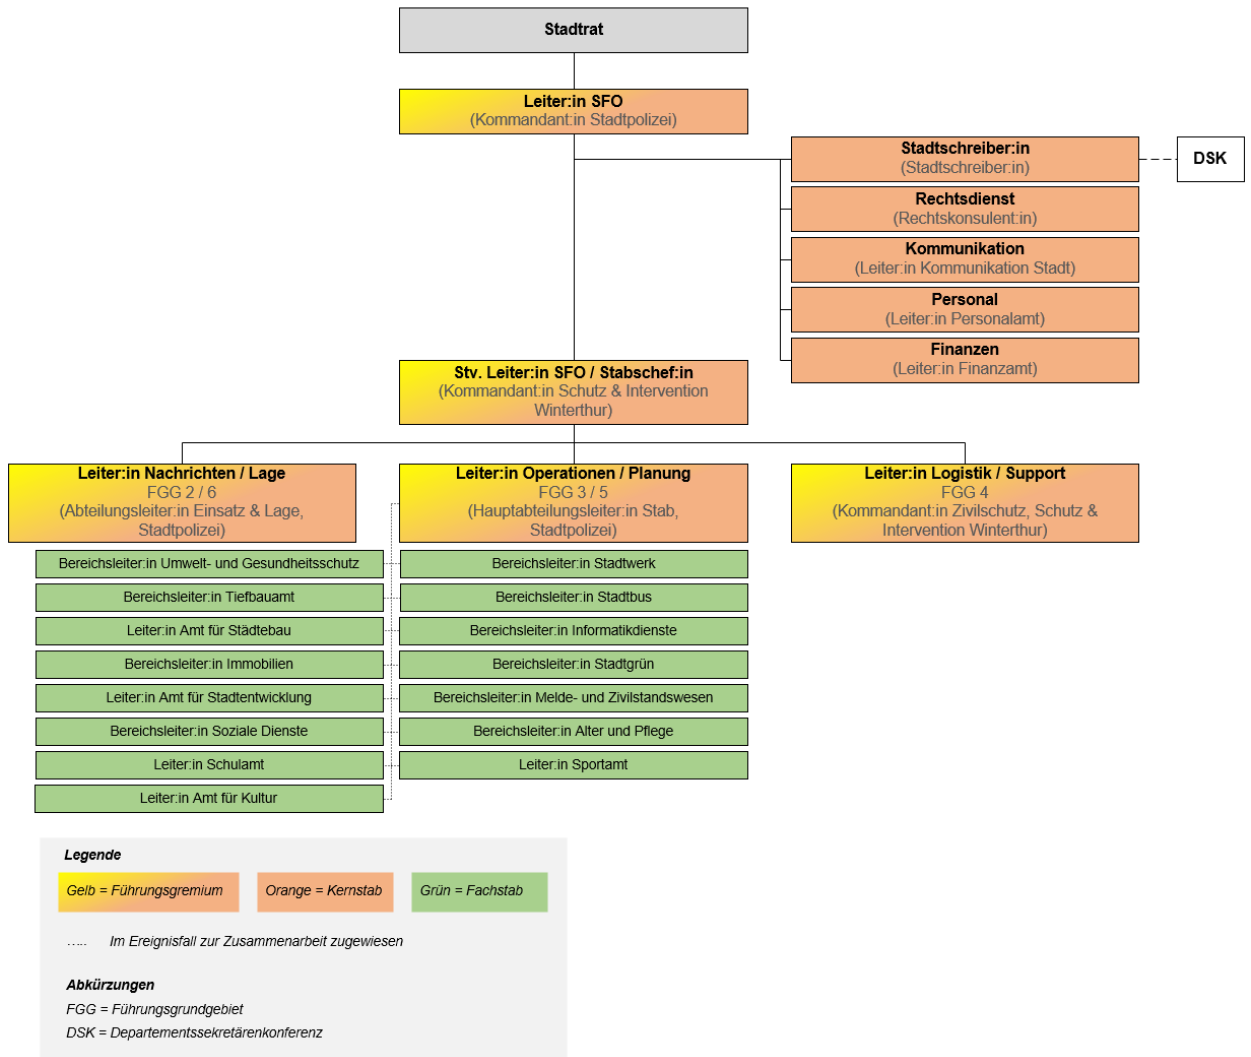 Stadtrat
Leiter:in SFO
(Kommandant:in Stadtpolizei)
Stadtschreiber:in
(Stadtschreiber:in)
DSK
Rechtsdienst
(Rechtskonsulent:in)
Kommunikation
(Leiter:in Kommunikation Stadt)
Personal
(Leiter:in Personalamt)
Finanzen
(Leiter:in Finanzamt)
Stv. Leiter:in SFO / Stabschef:in
(Kommandant:in Schutz & Intervention
Winterthur)
Leiter:in Nachrichten / Lage
FGG 2 / 6
(Abteilungsleiter:in Einsatz & Lage,
Stadtpolizei)
Leiter:in Operationen / Planung
FGG 3 / 5
(Hauptabteilungsleiter:in Stab,
Stadtpolizei)
Leiter:in Logistik / Support
FGG 4
(Kommandant:in Zivilschutz, Schutz &
Intervention Winterthur)
Bereichsleiter:in Umwelt- und Gesundheitsschutz
Bereichsleiter:in Tiefbauamt
Leiter:in Amt für Städtebau
Bereichsleiter:in Immobilien
Leiter:in Amt für Stadtentwicklung
Bereichsleiter:in Soziale Dienste
Leiter:in Schulamt
Leiter:in Amt für Kultur
Bereichsleiter:in Stadtwerk
Bereichsleiter:in Stadtbus
Bereichsleiter:in Informatikdienste
Bereichsleiter:in Stadtgrün
Bereichsleiter:in Melde- und Zivilstandswesen
Bereichsleiter:in Alter und Pflege
Leiter:in Sportamt
Legende
Gelb = Führungsgremium
Orange = Kernstab
Grün = Fachstab
..... Im Ereignisfall zur Zusammenarbeit zugewiesen
Abkürzungen
FGG = Führungsgrundgebiet
DSK = Departementssekretärenkonferenz